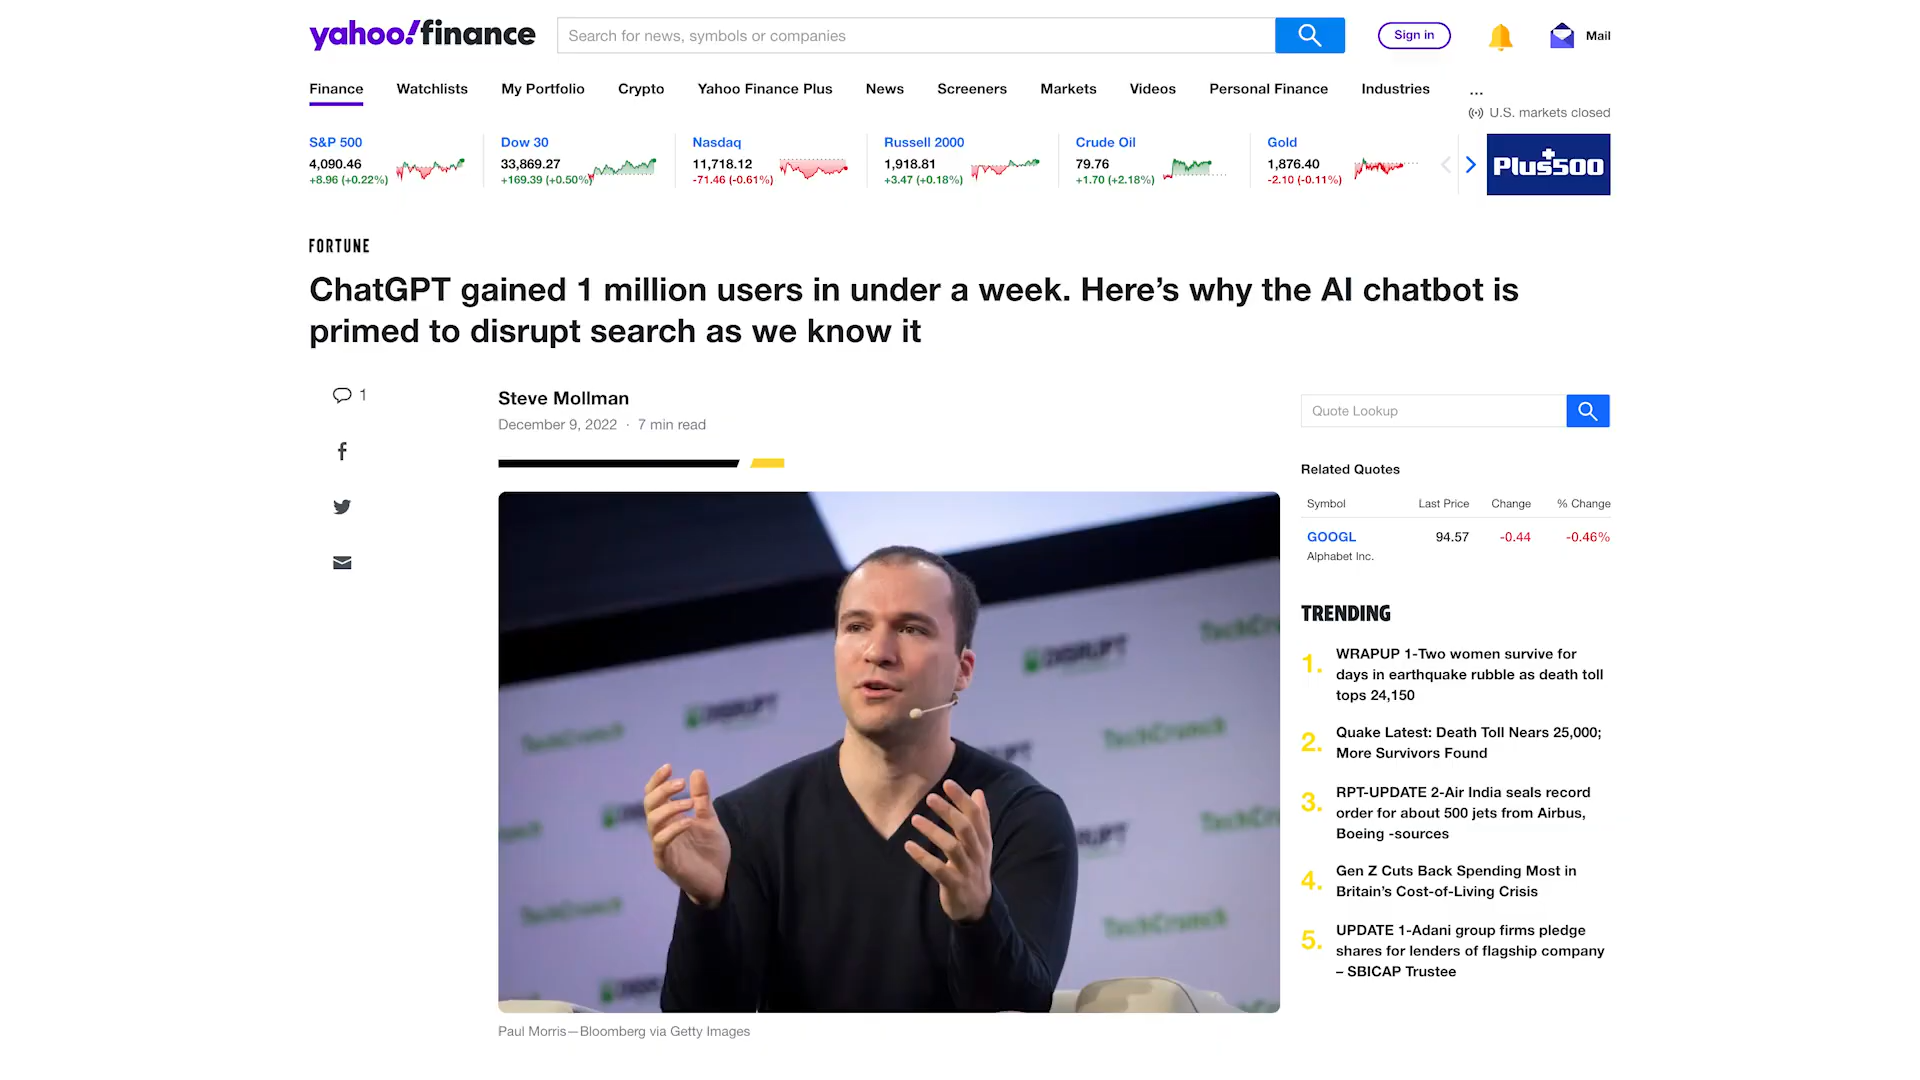 yahoo!finance
Search for news, symbols or companies
Sign in
Mail
Finance Watchlists My Portfolio Crypto Yahoo Finance Plus News Screeners Markets Videos Personal Finance Industries ...
U.S. markets closed
S&P 500
4,090.46
+8.96 (+0.22%)
Dow 30
33,869.27
+169.39 (+0.50%)
Nasdaq
11,718.12
-71.46 (-0.61%)
Russell 2000
1,918.81
+3.47 (+0.18%)
Crude Oil
79.76
+1.70 (+2.18%)
Gold
1,876.40
-2.10 (-0.11%)
Plus500
FORTUNE
ChatGPT gained 1 million users in under a week. Here’s why the AI chatbot is
primed to disrupt search as we know it
1
Steve Mollman
December 9, 2022 · 7 min read
TechCrunch
DISRUPT
DISRUPT
TechCrunch
TechCrunch
TechCrunch
Paul Morris—Bloomberg via Getty Images
Quote Lookup
Related Quotes
Symbol Last Price Change % Change
GOOGL 94.57 -0.44 -0.46%
Alphabet Inc.
TRENDING
1. WRAPUP 1-Two women survive for
days in earthquake rubble as death toll
tops 24,150
2. Quake Latest: Death Toll Nears 25,000;
More Survivors Found
3. RPT-UPDATE 2-Air India seals record
order for about 500 jets from Airbus,
Boeing -sources
4. Gen Z Cuts Back Spending Most in
Britain’s Cost-of-Living Crisis
5. UPDATE 1-Adani group firms pledge
shares for lenders of flagship company
– SBICAP Trustee